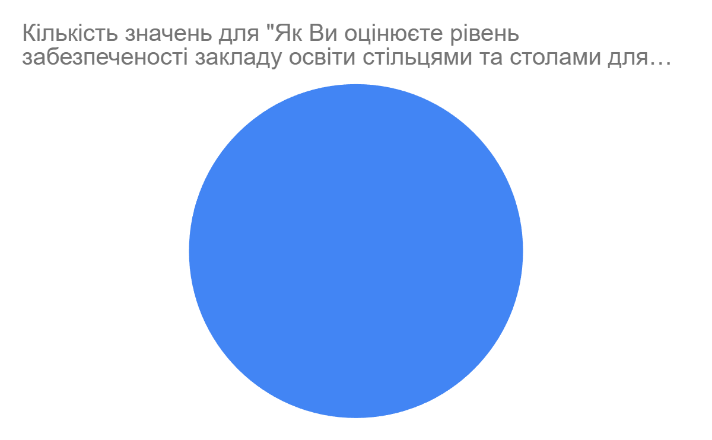 Кількість значень для "Як Ви оцінюєте рівень
забезпеченості закладу освіти стільцями та столами для…